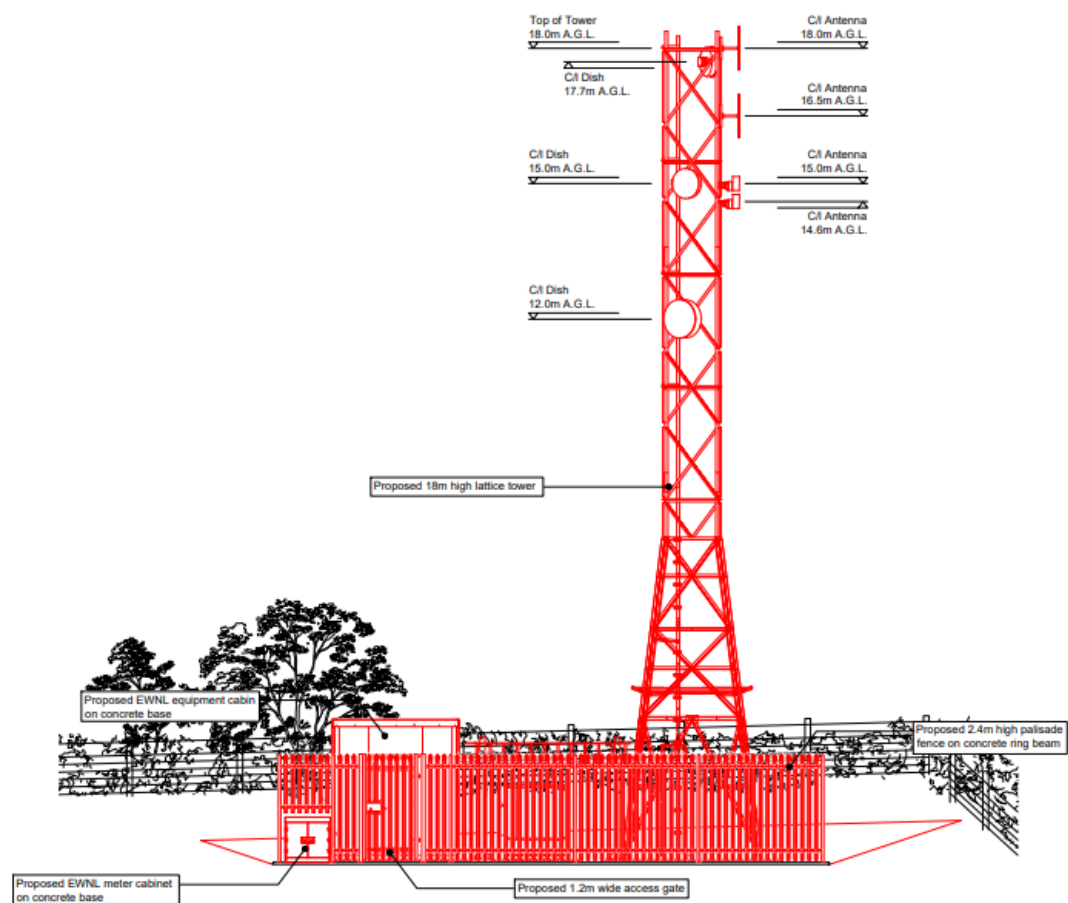 Top of Tower
18.0m A.G.L.
C/I Antenna
18.0m A.G.L.
C/I Dish
17.7m A.G.L.
C/I Antenna
16.5m A.G.L.
C/I Dish
15.0m A.G.L.
C/I Antenna
15.0m A.G.L.
C/I Antenna
14.6m A.G.L.
C/I Dish
12.0m A.G.L.
Proposed 18m high lattice tower
Proposed EWNL equipment cabin
on concrete base
Proposed 2.4m high palisade
fence on concrete ring beam
Proposed EWNL meter cabinet
on concrete base
Proposed 1.2m wide access gate